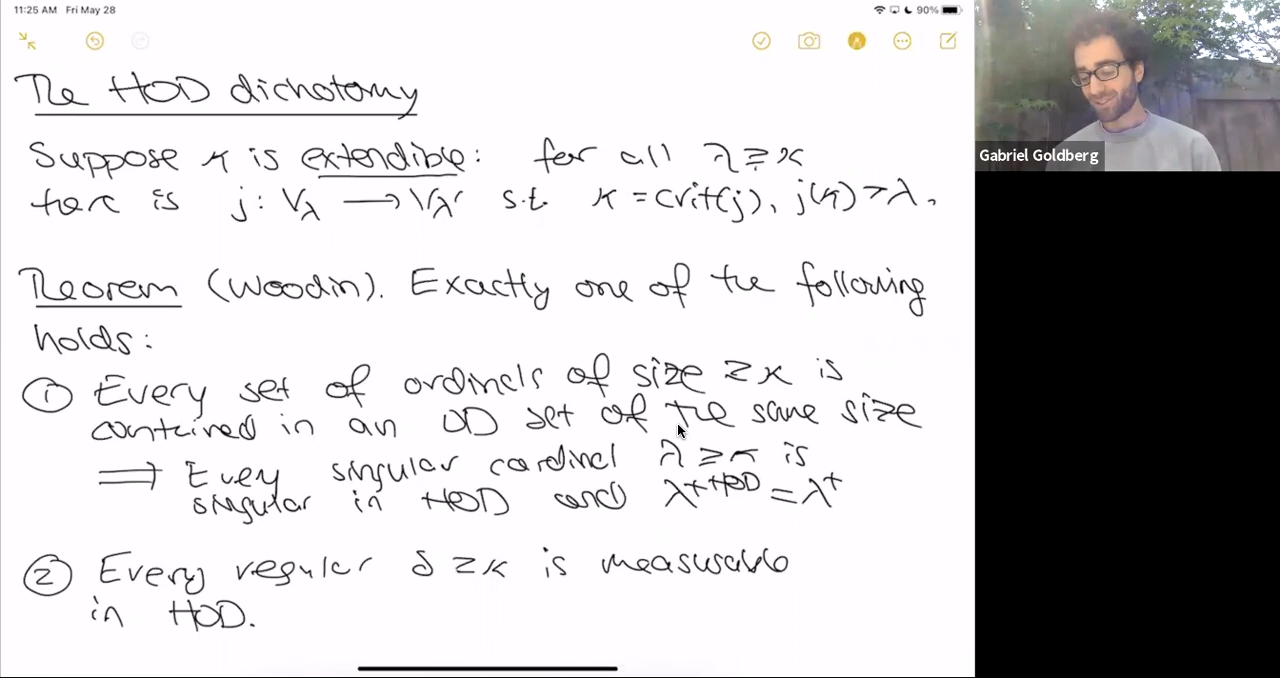 11:25 AM Fri May 28
90%
The HOD dichotomy
Suppose κ is extendible: for all λ ≥ κ
there is j: V_λ → V_λ' s.t. κ = crit(j), j(κ) > λ.
Theorem (Woodin). Exactly one of the following
holds:
① Every set of ordinals of size ≥ κ is
contained in an OD set of the same size
⟹ Every singular cardinal λ ≥ κ is
singular in HOD and λ^{+HOD} = λ^+
② Every regular δ ≥ κ is measurable
in HOD.
Gabriel Goldberg